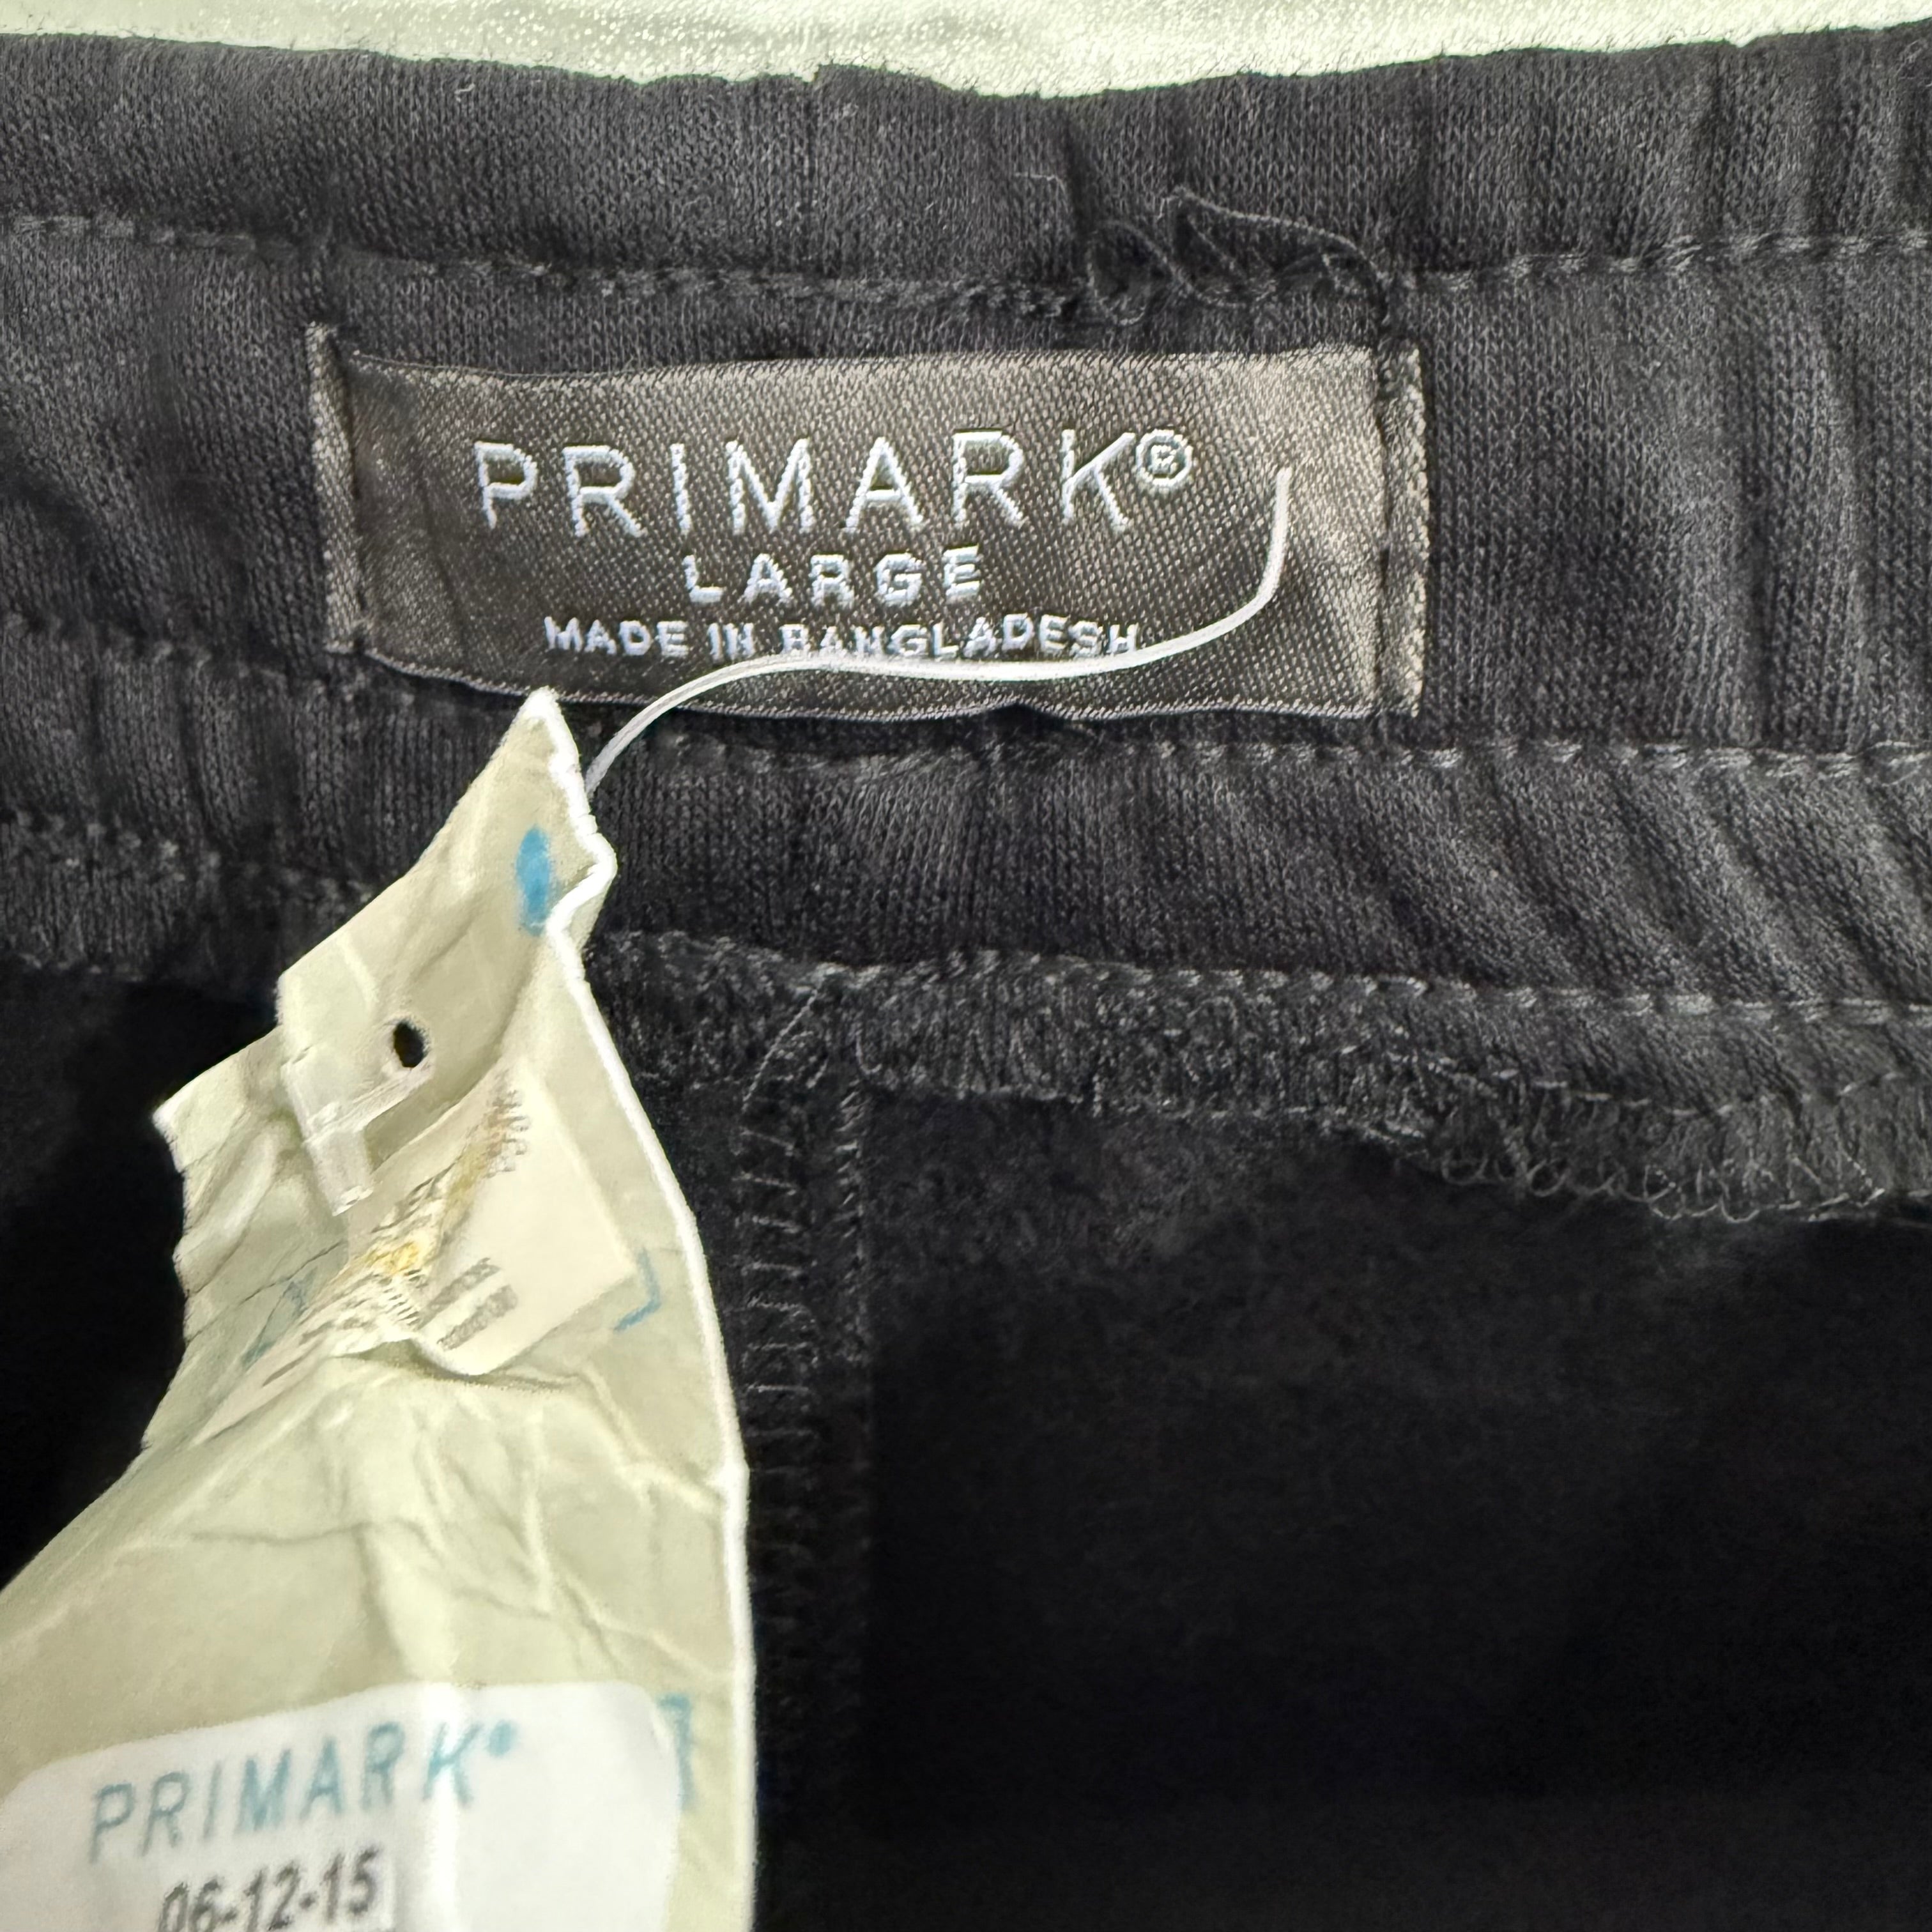 PRIMARK®
LARGE
MADE IN BANGLADESH
PRIMARK®
06-12-15